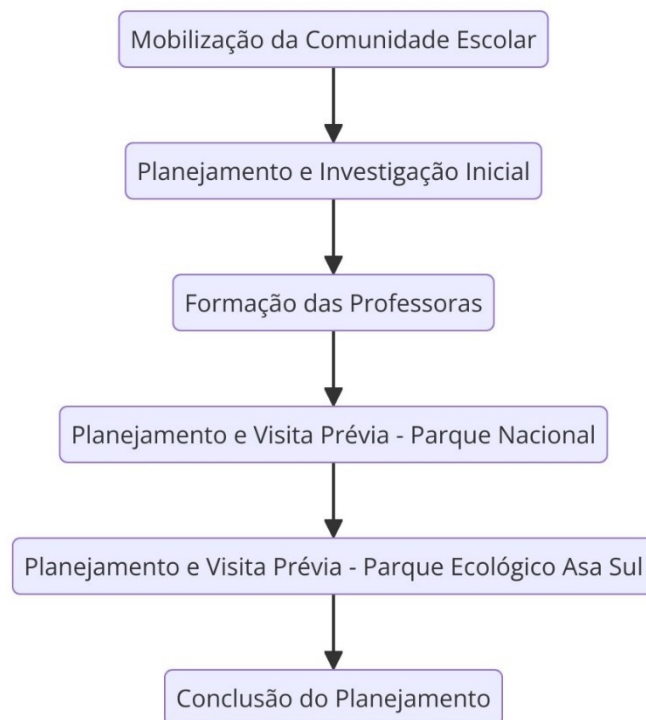 Mobilização da Comunidade Escolar
Planejamento e Investigação Inicial
Formação das Professoras
Planejamento e Visita Prévia - Parque Nacional
Planejamento e Visita Prévia - Parque Ecológico Asa Sul
Conclusão do Planejamento